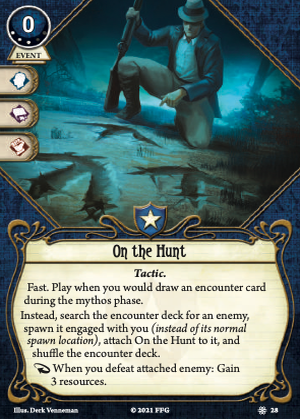 0
EVENT
On the Hunt
Tactic.
Fast. Play when you would draw an encounter card
during the mythos phase.
Instead, search the encounter deck for an enemy,
spawn it engaged with you (instead of its normal
spawn location), attach On the Hunt to it, and
shuffle the encounter deck.
When you defeat attached enemy: Gain
3 resources.
Illus. Derk Venneman
© 2021 FFG
28